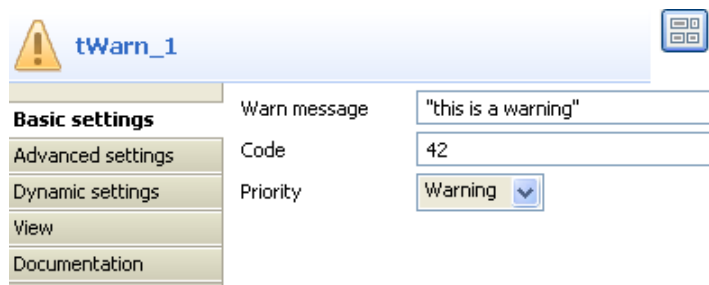 tWarn_1
Basic settings
Advanced settings
Dynamic settings
View
Documentation
Warn message "this is a warning"
Code 42
Priority Warning